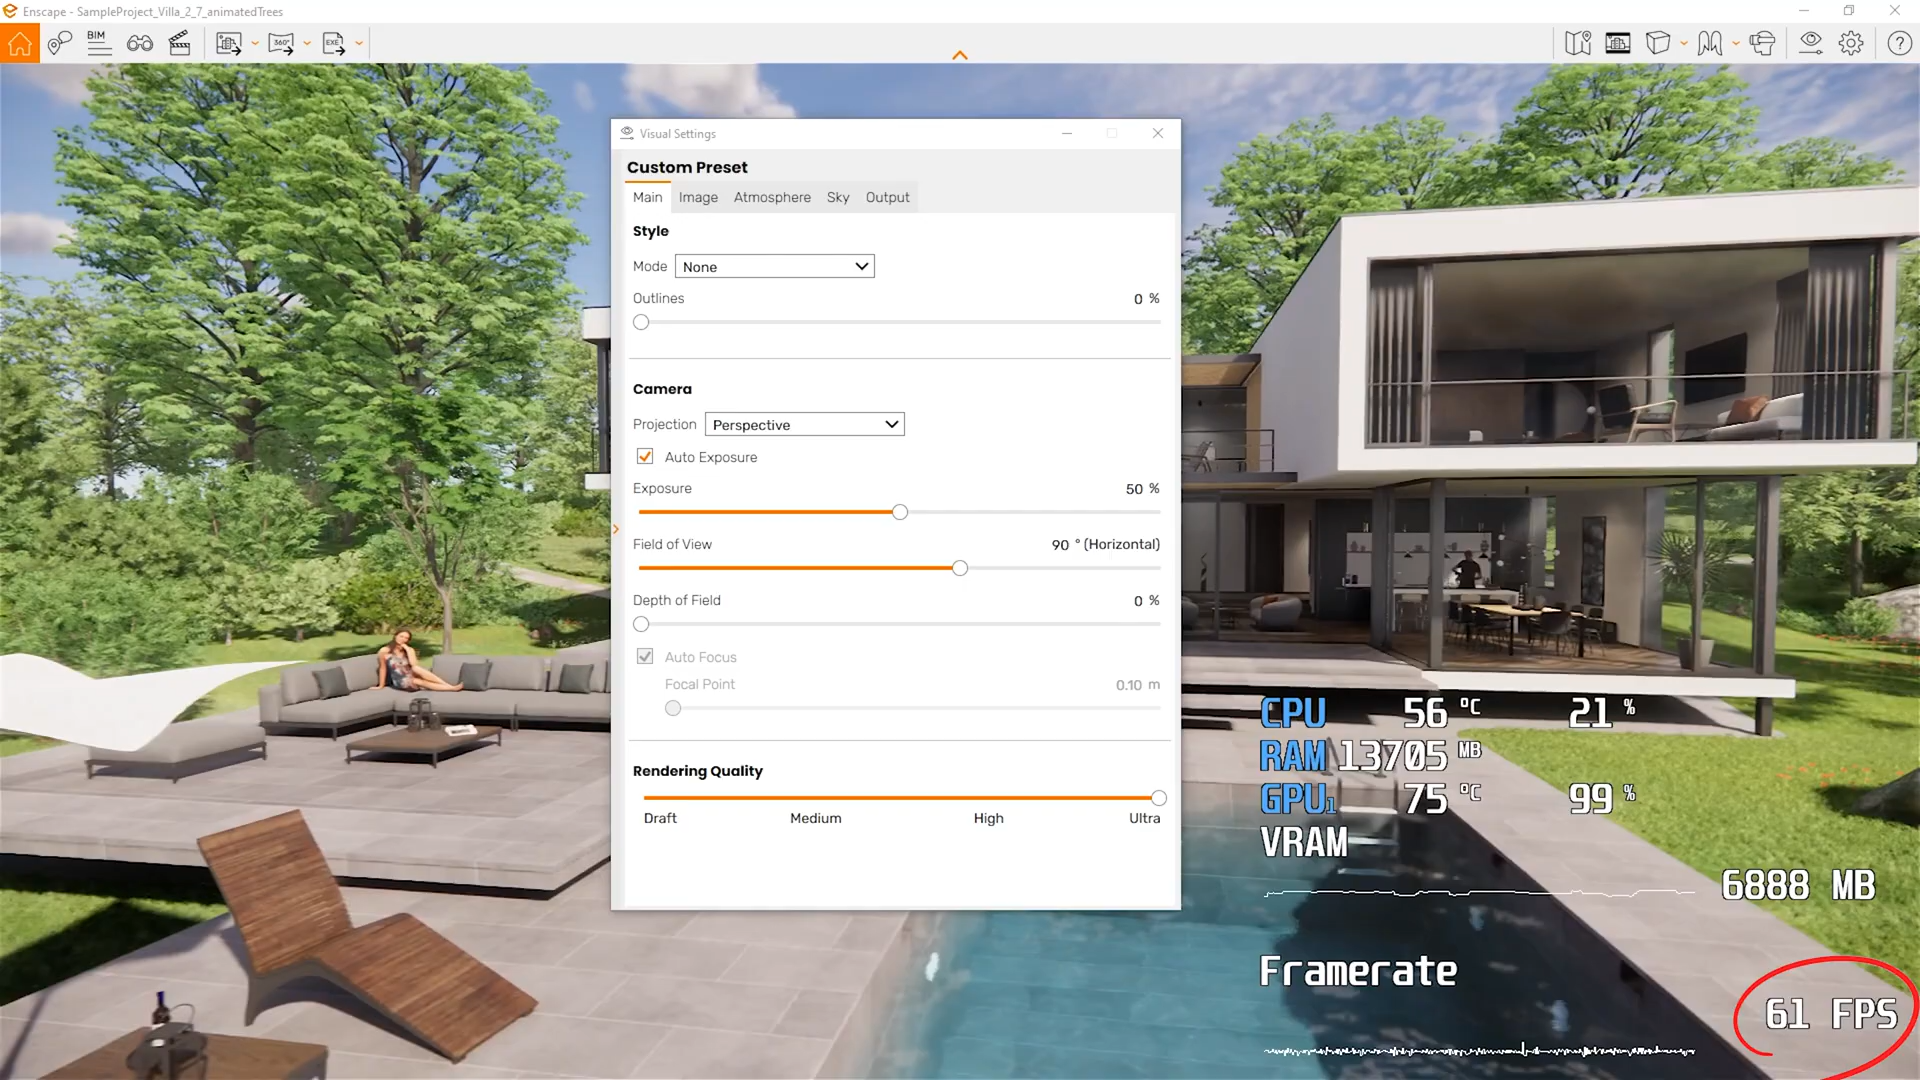 Enscape - SampleProject_Villa_2_7_animatedTrees
BIM
360°
EXE
?
Visual Settings
Custom Preset
Main Image Atmosphere Sky Output
Style
Mode None
Outlines 0 %
Camera
Projection Perspective
Auto Exposure
Exposure 50 %
Field of View 90 ° (Horizontal)
Depth of Field 0 %
Auto Focus
Focal Point 0.10 m
Rendering Quality
Draft Medium High Ultra
CPU 56 °C 21 %
RAM 13705 MB
GPU1 75 °C 99 %
VRAM
6888 MB
Framerate
61 FPS